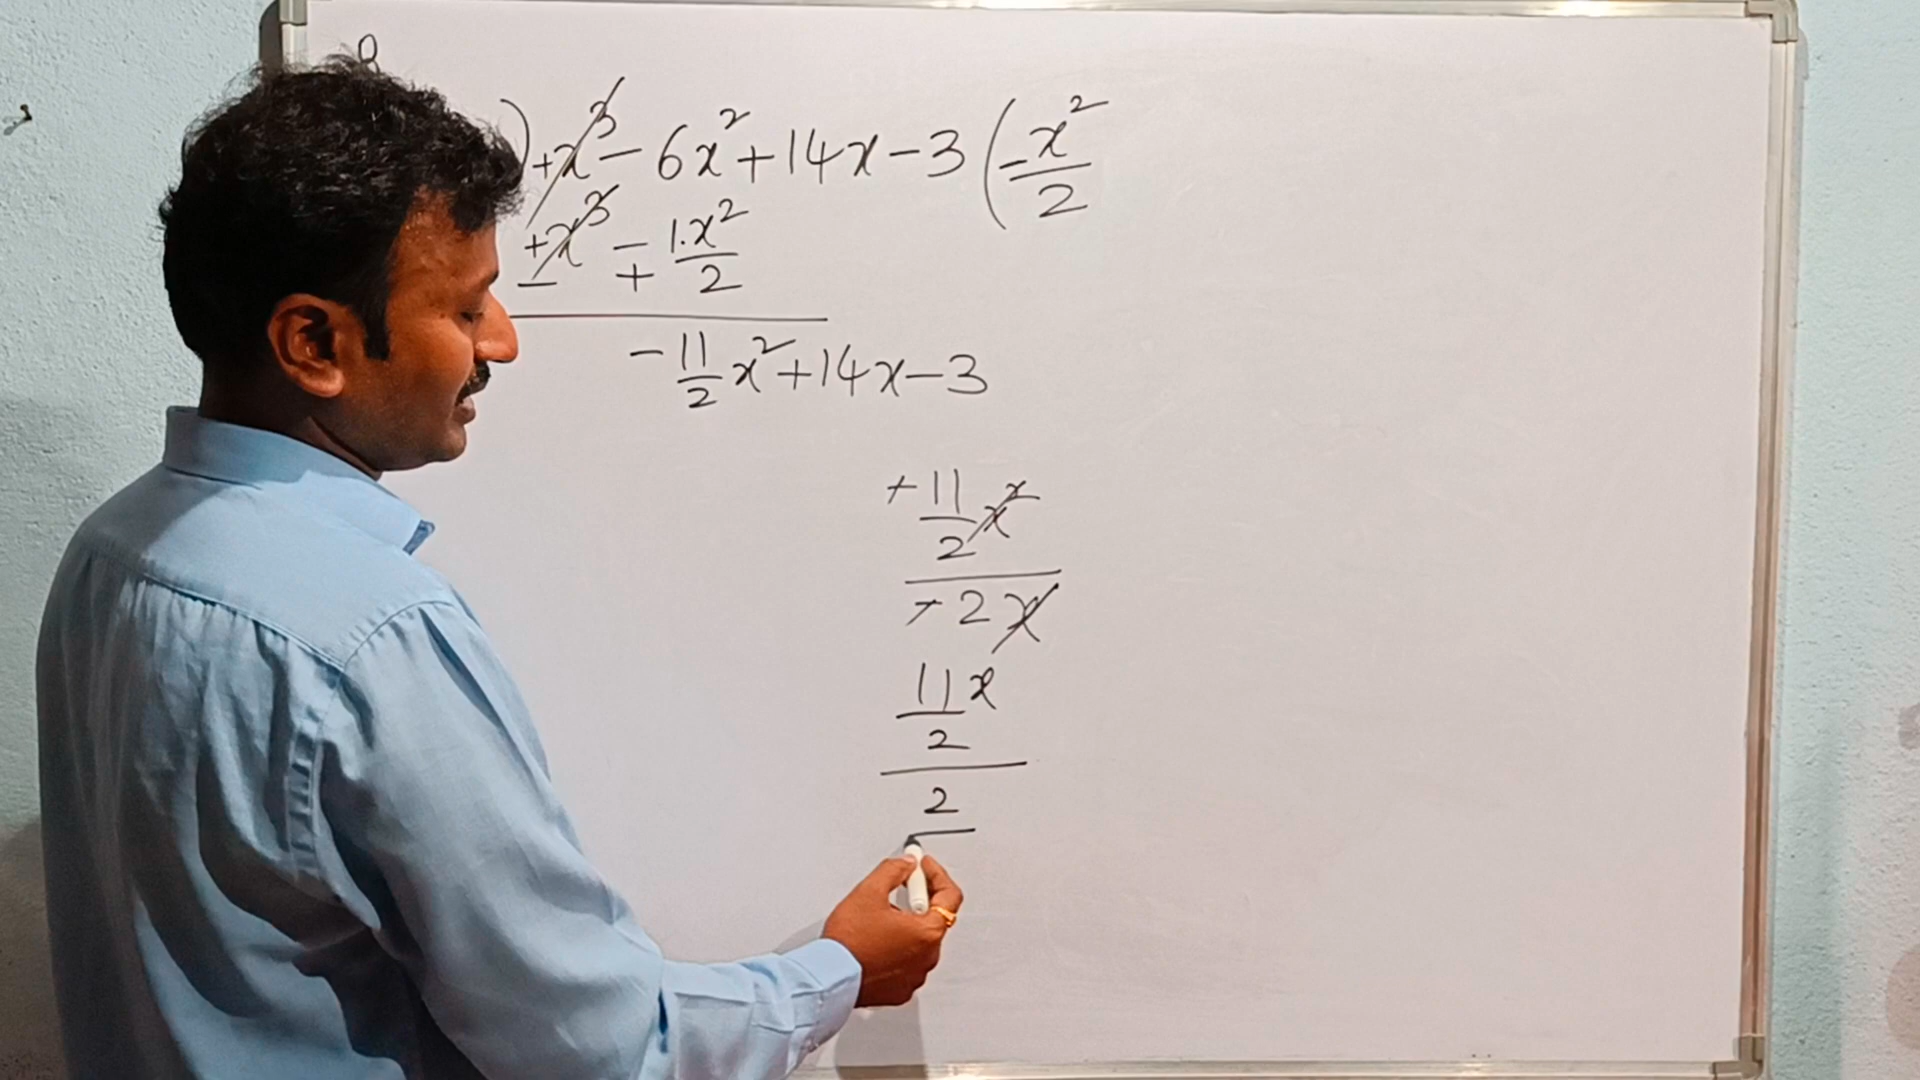 ) +x³ - 6x² + 14x - 3 ( -x²/2
+x³ - 1.x²/2
- +
- 11/2 x² + 14x - 3
+ 11/2 x²
+ 2x
11x/2
2